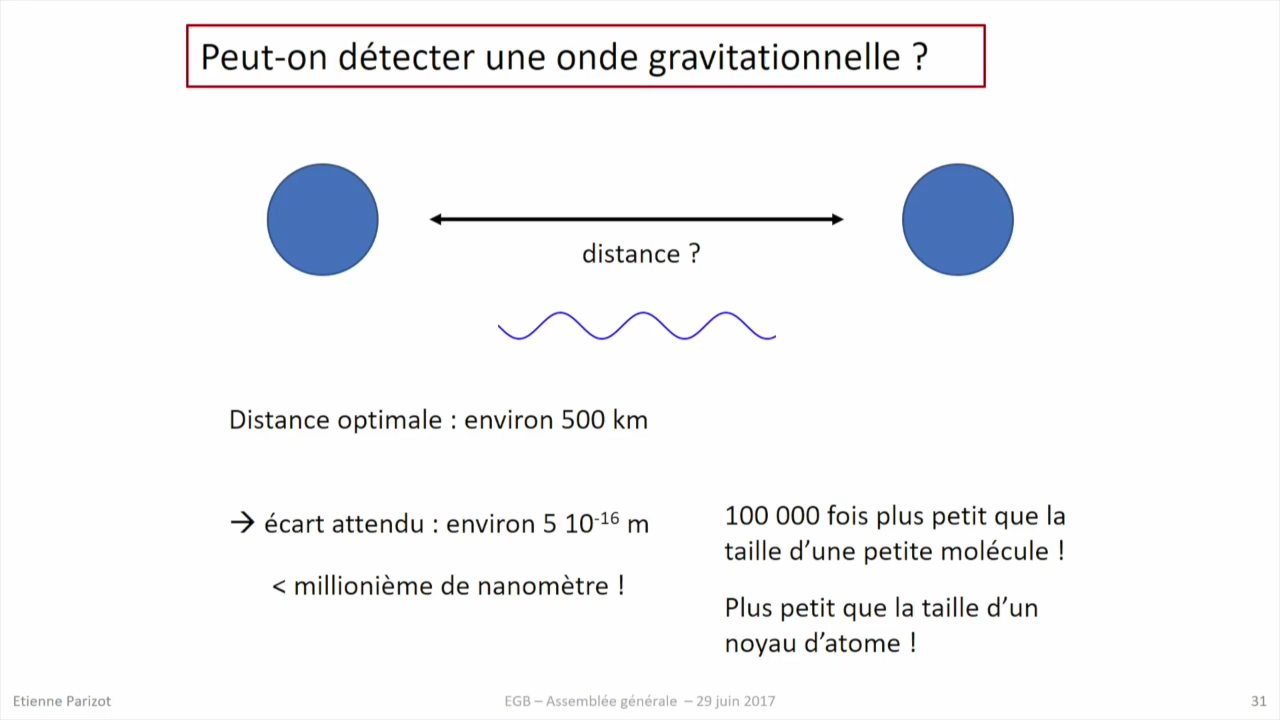 Peut-on détecter une onde gravitationnelle ?
distance ?
Distance optimale : environ 500 km
→ écart attendu : environ 5 10⁻¹⁶ m
< millionième de nanomètre !
100 000 fois plus petit que la
taille d’une petite molécule !
Plus petit que la taille d’un
noyau d’atome !
Etienne Parizot
EGB – Assemblée générale – 29 juin 2017
31